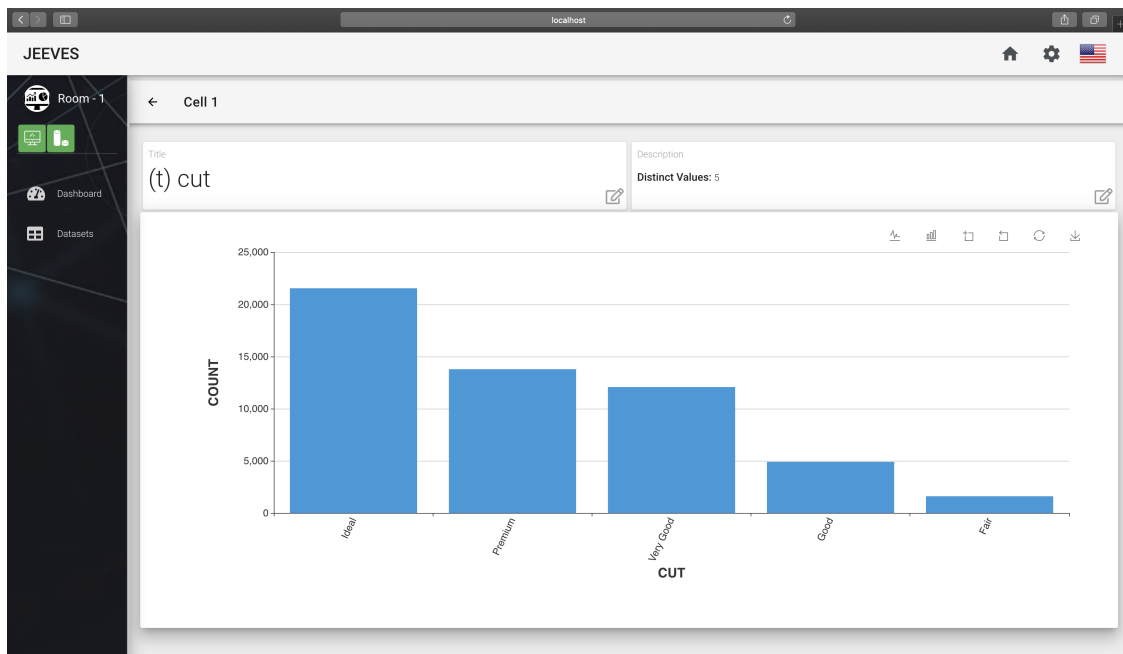 localhost
JEEVES
Room - 1
Cell 1
Dashboard
Datasets
Title
(t) cut
Description
Distinct Values: 5
25,000
20,000
15,000
10,000
5,000
0
COUNT
Ideal
Premium
Very Good
Good
Fair
CUT